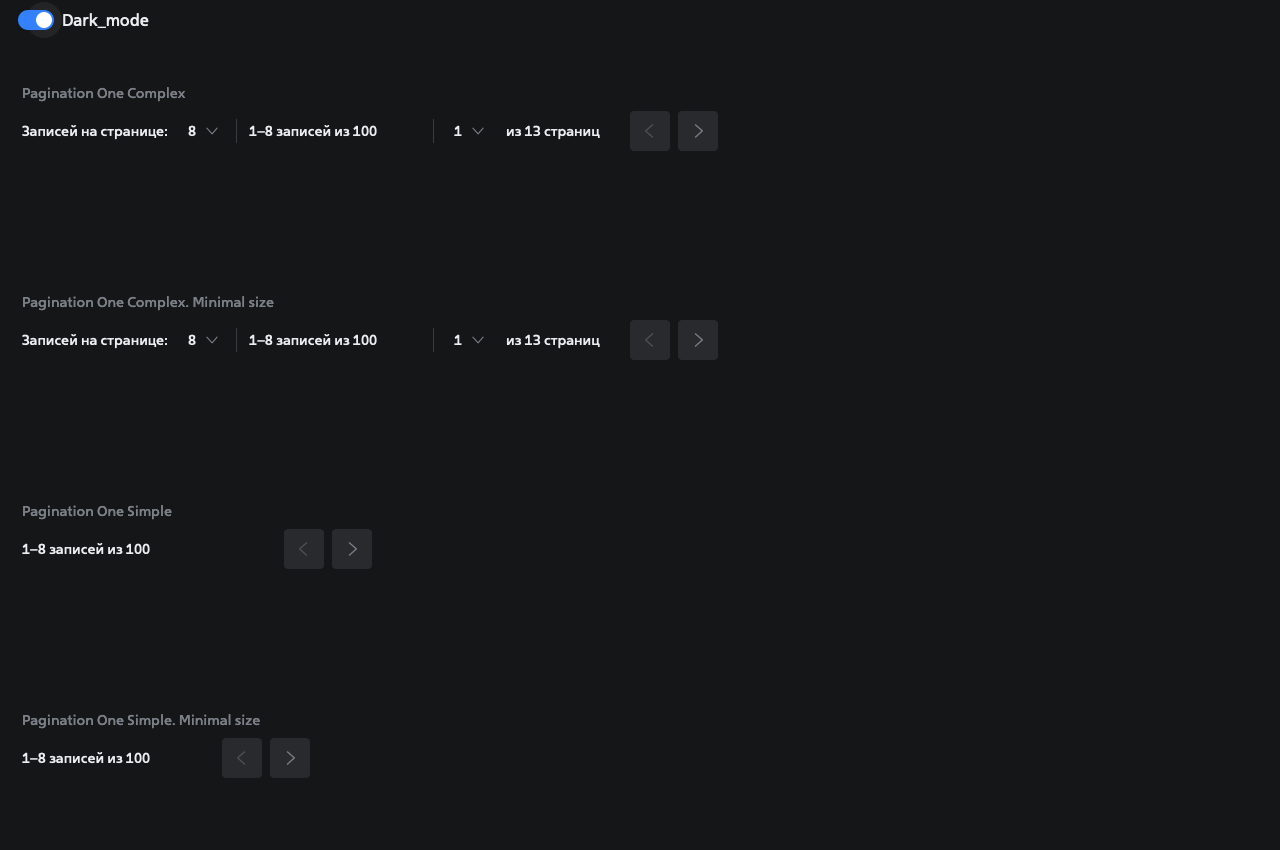 Dark_mode
Pagination One Complex
Записей на странице: 8 1–8 записей из 100 1 из 13 страниц
Pagination One Complex. Minimal size
Записей на странице: 8 1–8 записей из 100 1 из 13 страниц
Pagination One Simple
1–8 записей из 100
Pagination One Simple. Minimal size
1–8 записей из 100